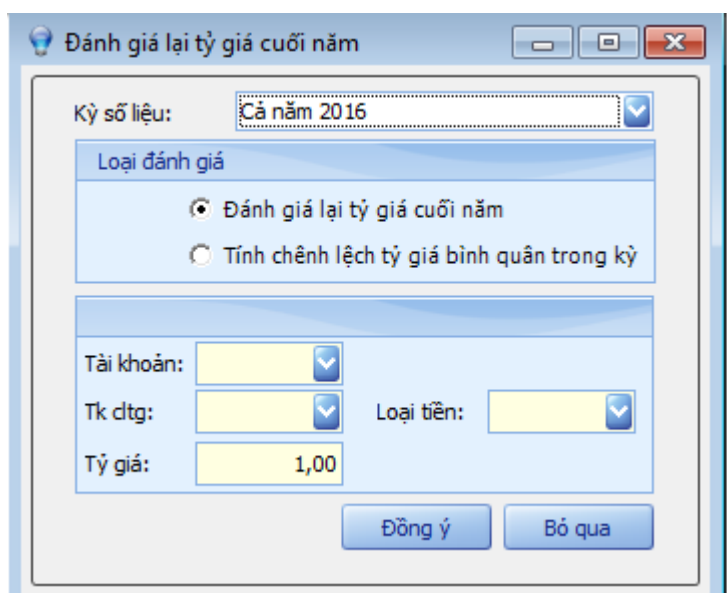 Đánh giá lại tỷ giá cuối năm
Kỳ số liệu: Cả năm 2016
Loại đánh giá
Đánh giá lại tỷ giá cuối năm
Tính chênh lệch tỷ giá bình quân trong kỳ
Tài khoản:
Tk cltg: Loại tiền:
Tỷ giá: 1,00
Đồng ý Bỏ qua